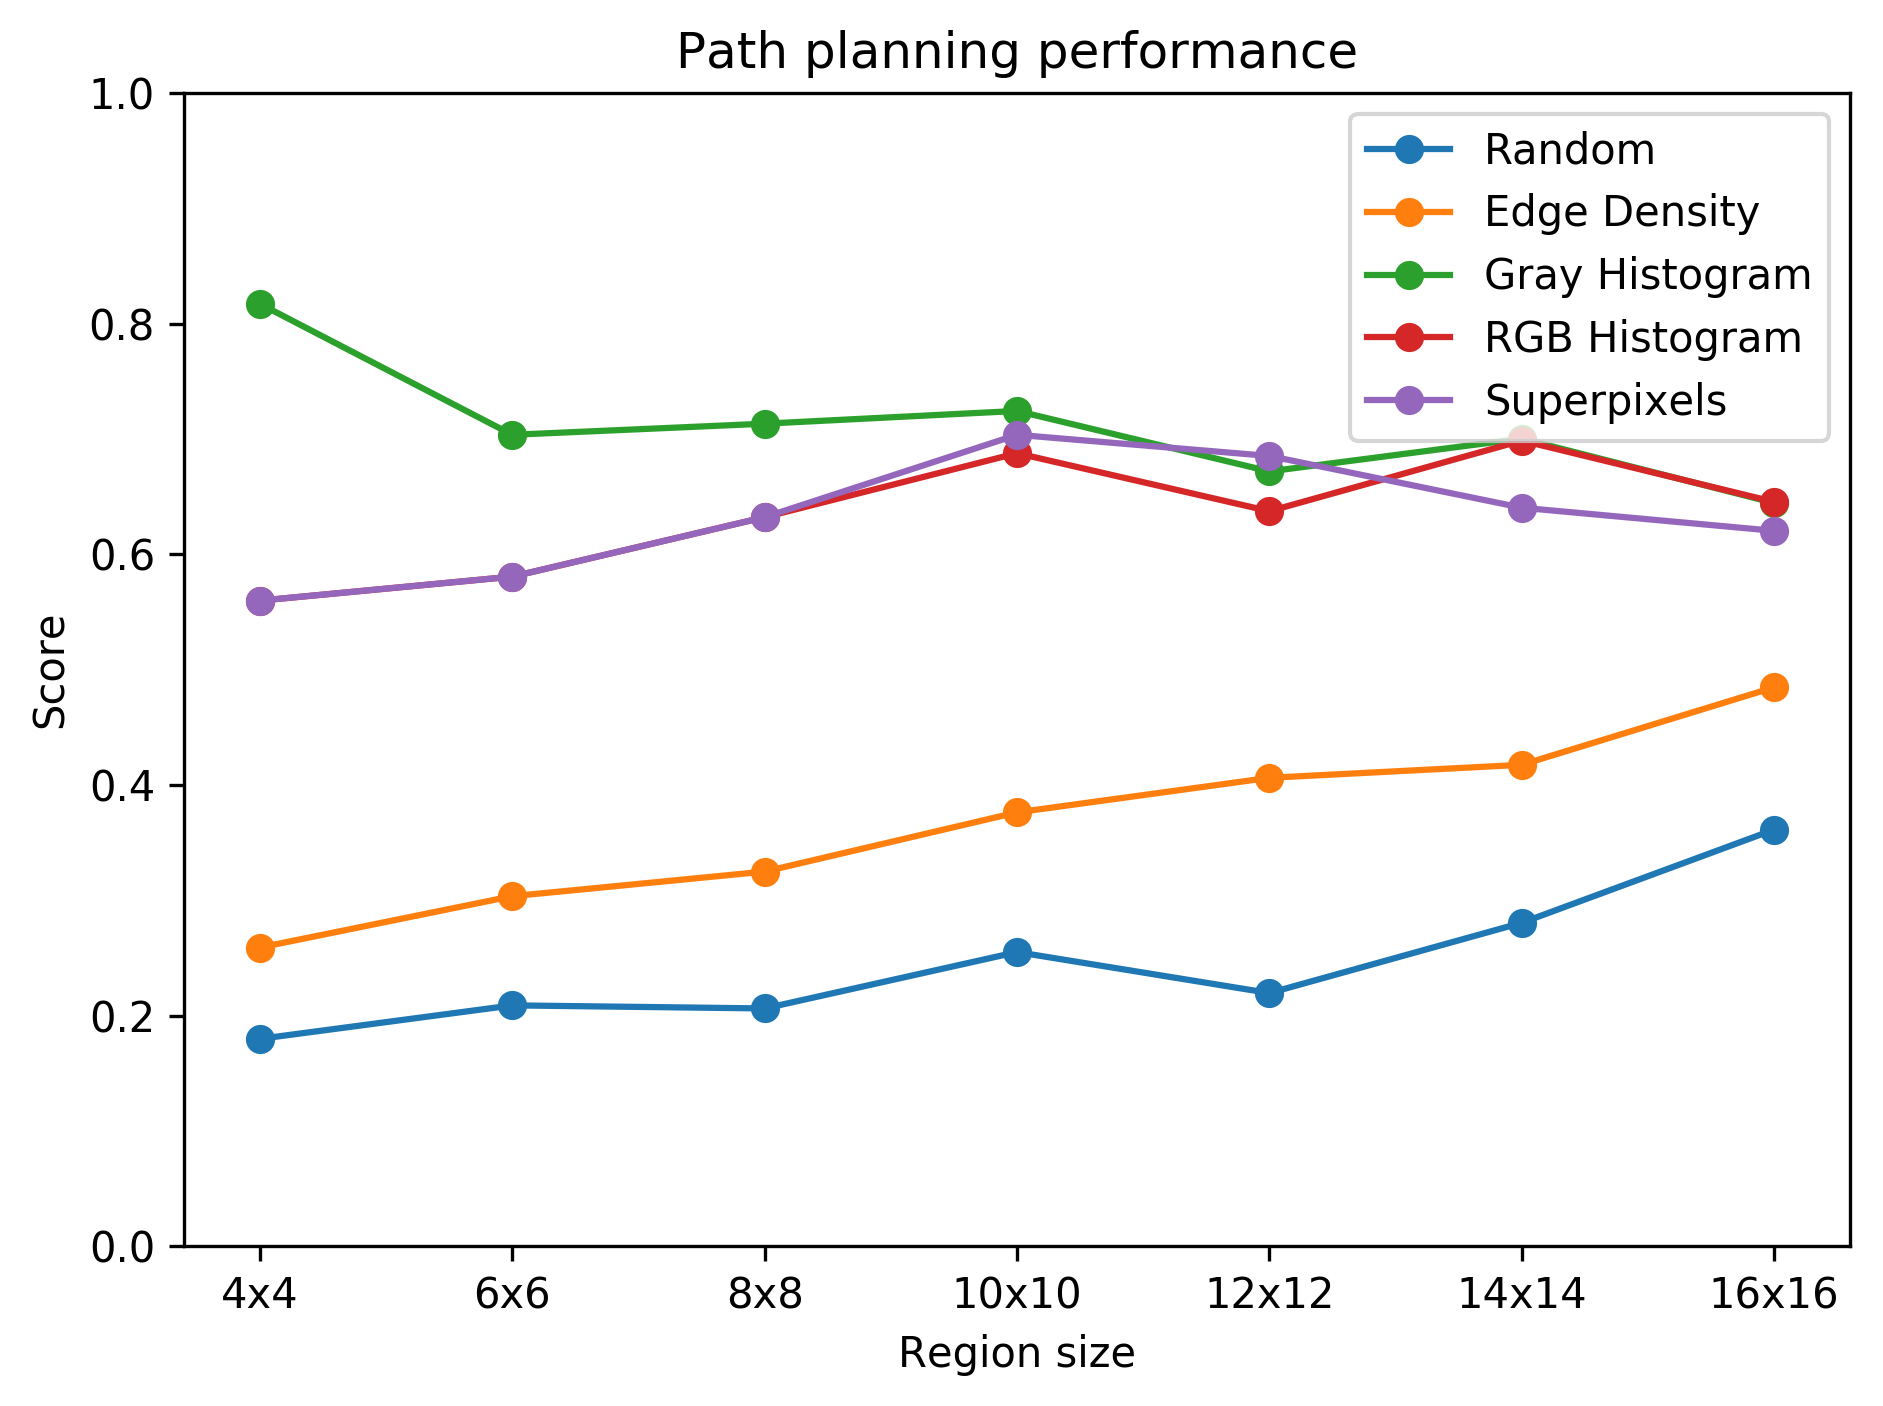 Path planning performance
1.0
0.8
0.6
0.4
0.2
0.0
Score
Random
Edge Density
Gray Histogram
RGB Histogram
Superpixels
4x4 6x6 8x8 10x10 12x12 14x14 16x16
Region size